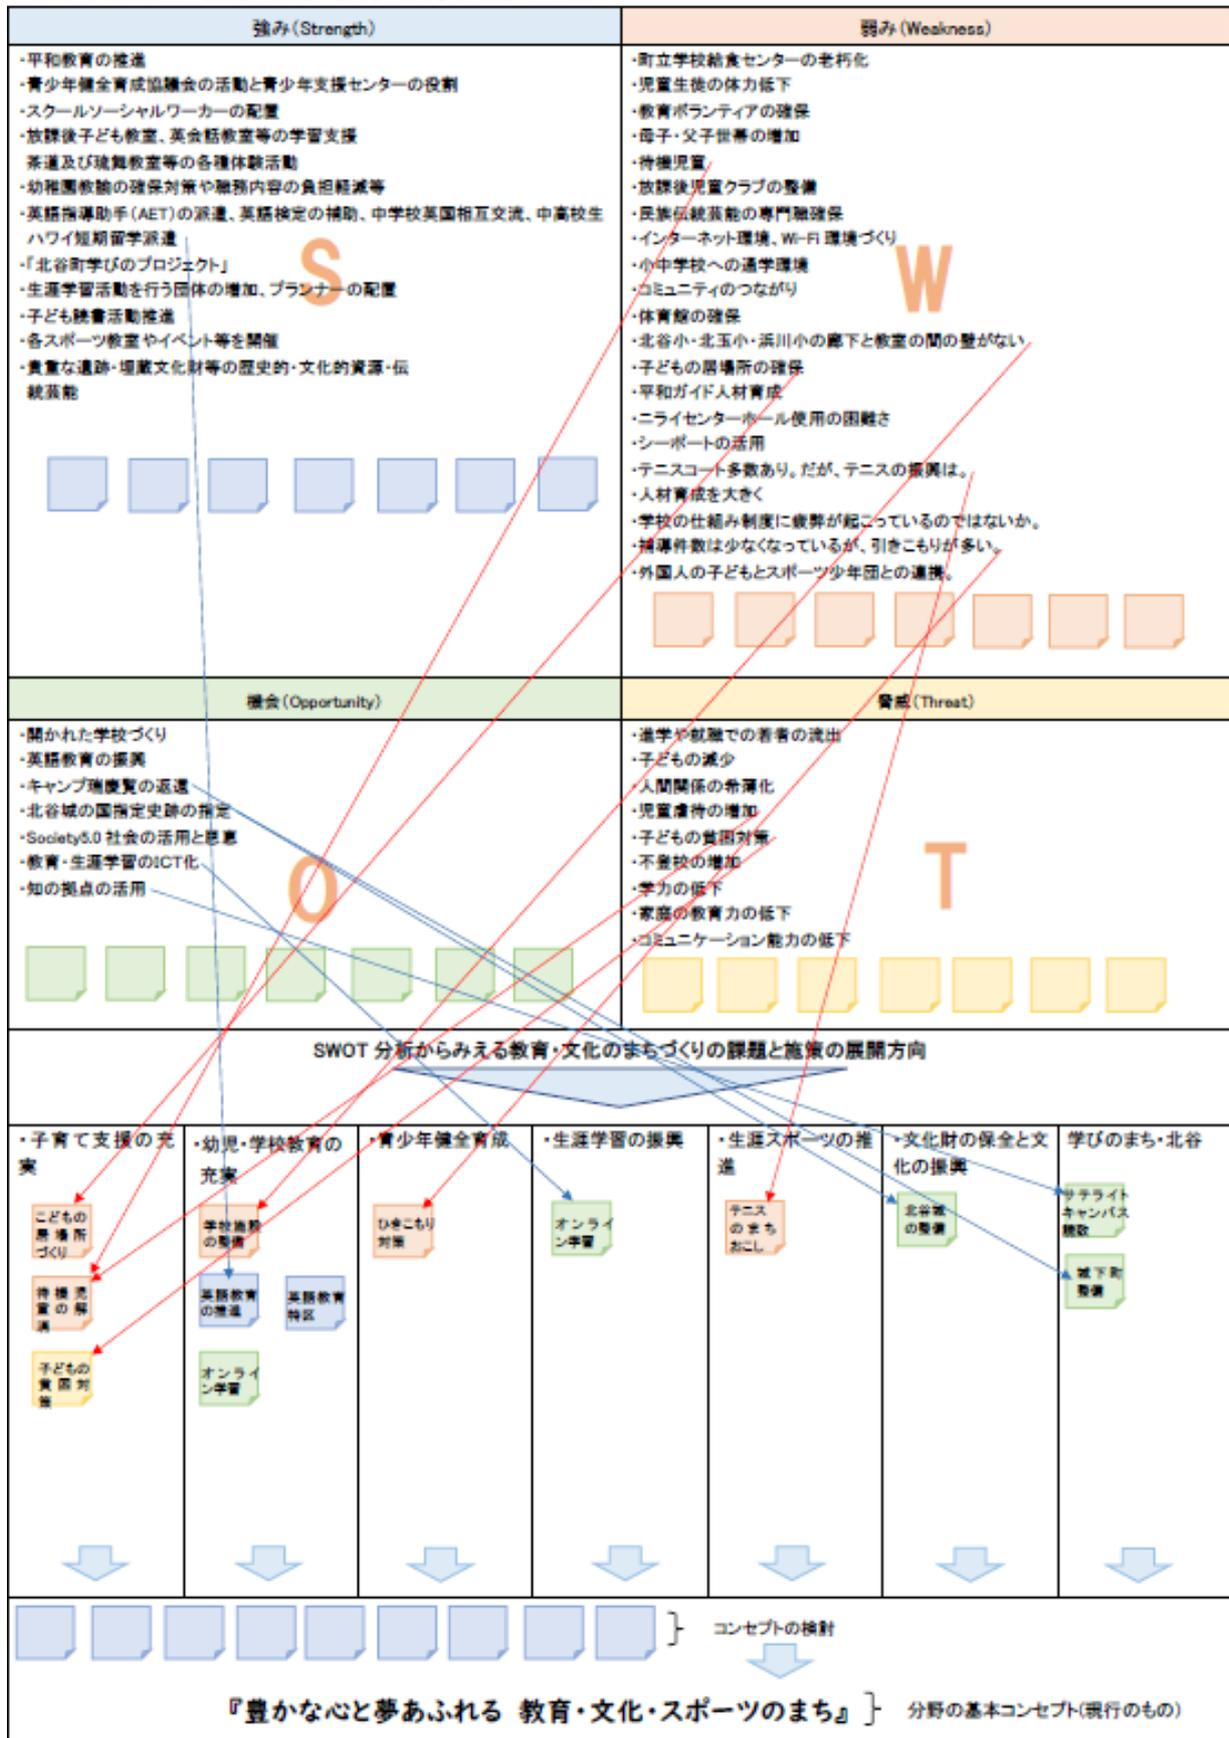 強み(Strength)
・平和教育の推進
・青少年健全育成協議会の活動と青少年支援センターの役割
・スクールソーシャルワーカーの配置
・放課後子ども教室、英会話教室等の学習支援
茶道及び琉舞教室等の各種体験活動
・幼稚園教諭の確保対策や職務内容の負担軽減等
・英語指導助手(AET)の派遣、英語検定の補助、中学校英国相互交流、中高校生
ハワイ短期留学派遣
・「北谷町学びのプロジェクト」
・生涯学習活動を行う団体の増加、プランナーの配置
・子ども読書活動推進
・各スポーツ教室やイベント等を開催
・貴重な遺跡・埋蔵文化財等の歴史的・文化的資源・伝
統芸能
S
弱み(Weakness)
・町立学校給食センターの老朽化
・児童生徒の体力低下
・教育ボランティアの確保
・母子・父子世帯の増加
・待機児童
・放課後児童クラブの整備
・民族伝統芸能の専門職確保
・インターネット環境、Wi-Fi 環境づくり
・小中学校への通学環境
・コミュニティのつながり
・体育館の確保
・北谷小・北玉小・浜川小の廊下と教室の間の壁がない
・子どもの居場所の確保
・平和ガイド人材育成
・ニライセンターホール使用の困難さ
・シーポートの活用
・テニスコート多数あり。だが、テニスの振興は。
・人材育成を大きく
・学校の仕組み制度に疲弊が起こっているのではないか。
・補導件数は少なくなっているが、引きこもりが多い。
・外国人の子どもとスポーツ少年団との連携。
W
機会(Opportunity)
・開かれた学校づくり
・英語教育の振興
・キャンプ瑞慶覧の返還
・北谷城の国指定史跡の指定
・Society5.0 社会の活用と恩恵
・教育・生涯学習のICT化
・知の拠点の活用
O
脅威(Threat)
・進学や就職での若者の流出
・子どもの減少
・人間関係の希薄化
・児童虐待の増加
・子どもの貧困対策
・不登校の増加
・学力の低下
・家庭の教育力の低下
・コミュニケーション能力の低下
T
SWOT 分析からみえる教育・文化のまちづくりの課題と施策の展開方向
・子育て支援の充
実
こどもの
居場所
づくり
待機児
童の解
消
子どもの
貧困対
策
・幼児・学校教育の
充実
学校施設
の整備
英語教育
の推進
英語教育
特区
オンライ
ン学習
・青少年健全育成
ひきこもり
対策
・生涯学習の振興
オンライ
ン学習
・生涯スポーツの推
進
テニス
のまち
おこし
・文化財の保全と文
化の振興
北谷城
の整備
学びのまち・北谷
サテライト
キャンパス
城下町
整備
コンセプトの検討
『豊かな心と夢あふれる 教育・文化・スポーツのまち』
分野の基本コンセプト(現行のもの)